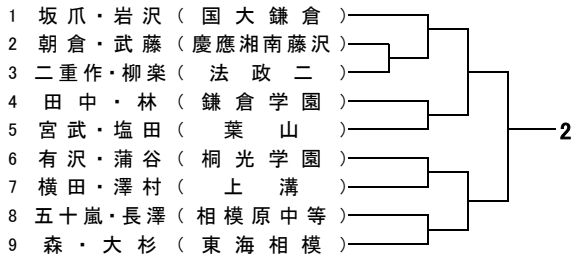 1 坂爪・岩沢（国大鎌倉）
2 朝倉・武藤（慶應湘南藤沢）
3 二重作・柳楽（法政二）
4 田中・林（鎌倉学園）
5 宮武・塩田（葉山）
6 有沢・蒲谷（桐光学園）
7 横田・澤村（上溝）
8 五十嵐・長澤（相模原中等）
9 森・大杉（東海相模）
2